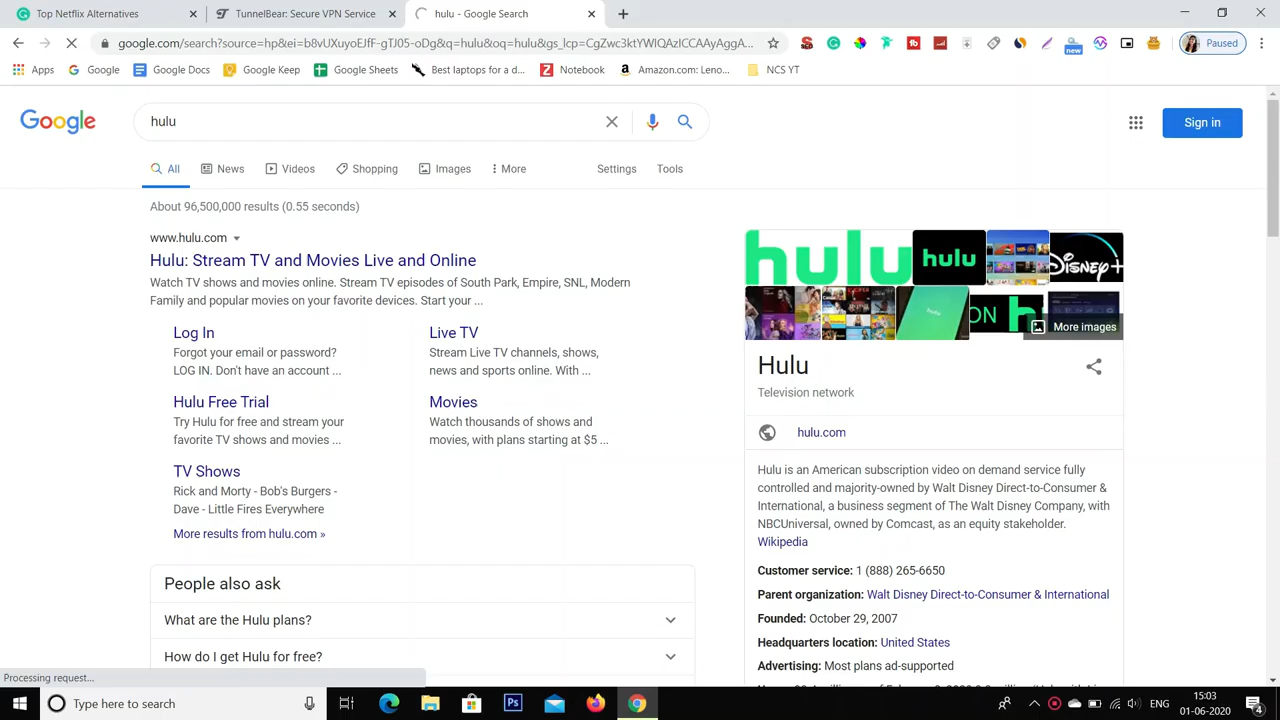 Top Netflix Alternatives
TunnelBear: Secure VPN Service
hulu - Google Search
google.com/search?source=hp&ei=b&vUXuyoEJff-gTID5-oDg&q=hulu&oq=hulu&gs_lcp=CgZwc3ktYWIQAzICCAAyAggA...
new
Paused
Apps
Google
Google Docs
Google Keep
Google Sheets
Best laptops for a d...
Notebook
Amazon.com: Leno...
NCS YT
Google
hulu
Sign in
All
News
Videos
Shopping
Images
More
Settings
Tools
About 96,500,000 results (0.55 seconds)
www.hulu.com
Hulu: Stream TV and Movies Live and Online
Watch TV shows and movies online. Stream TV episodes of South Park, Empire, SNL, Modern
Family and popular movies on your favorite devices. Start your ...
Log In
Forgot your email or password?
LOG IN. Don't have an account ...
Live TV
Stream Live TV channels, shows,
news and sports online. With ...
Hulu Free Trial
Try Hulu for free and stream your
favorite TV shows and movies ...
Movies
Watch thousands of shows and
movies, with plans starting at $5 ...
TV Shows
Rick and Morty - Bob's Burgers -
Dave - Little Fires Everywhere
More results from hulu.com »
People also ask
What are the Hulu plans?
How do I get Hulu for free?
hulu
hulu
Disney+
hulu
ON h
More images
Hulu
Television network
hulu.com
Hulu is an American subscription video on demand service fully
controlled and majority-owned by Walt Disney Direct-to-Consumer &
International, a business segment of The Walt Disney Company, with
NBCUniversal, owned by Comcast, as an equity stakeholder.
Wikipedia
Customer service: 1 (888) 265-6650
Parent organization: Walt Disney Direct-to-Consumer & International
Founded: October 29, 2007
Headquarters location: United States
Advertising: Most plans ad-supported
Processing request...
Type here to search
Ps
ENG
15:03
01-06-2020
4